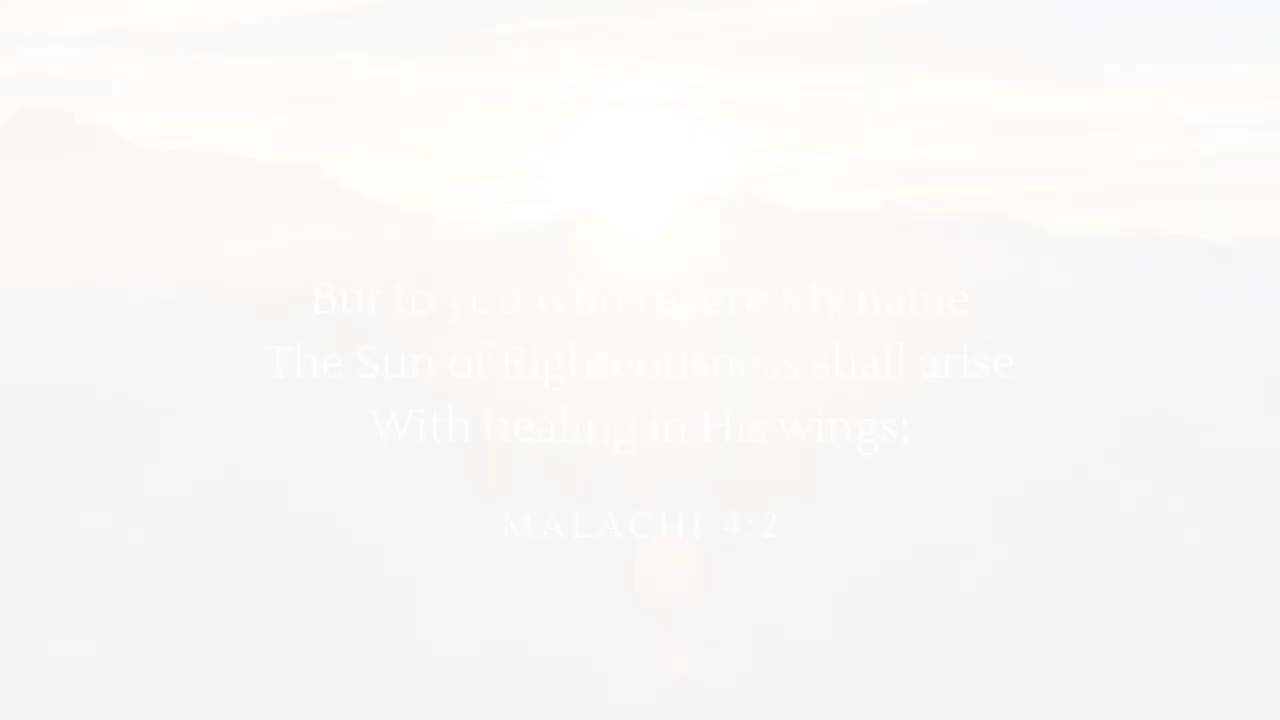 But to you who revere My name
The Sun of Righteousness shall arise
With healing in His wings;
MALACHI 4:2